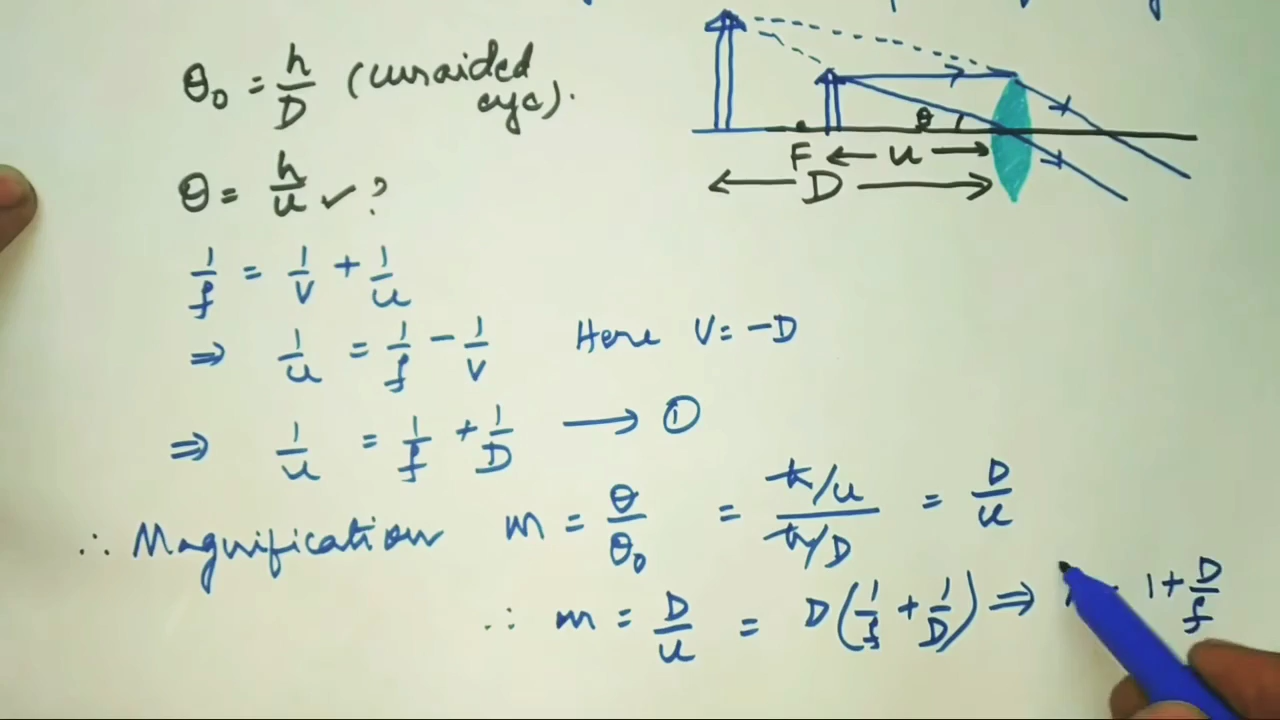 θ₀ = h/D (unaided eye).
θ = h/u ✓ ?
θ
F ← u →
← D →
1/f = 1/v + 1/u
⇒ 1/u = 1/f - 1/v Here V = -D
⇒ 1/u = 1/f + 1/D ⟶ ①
∴ Magnification m = θ/θ₀ = (h/u)/(h/D) = D/u
∴ m = D/u = D(1/f + 1/D) ⇒ 1 + D/f